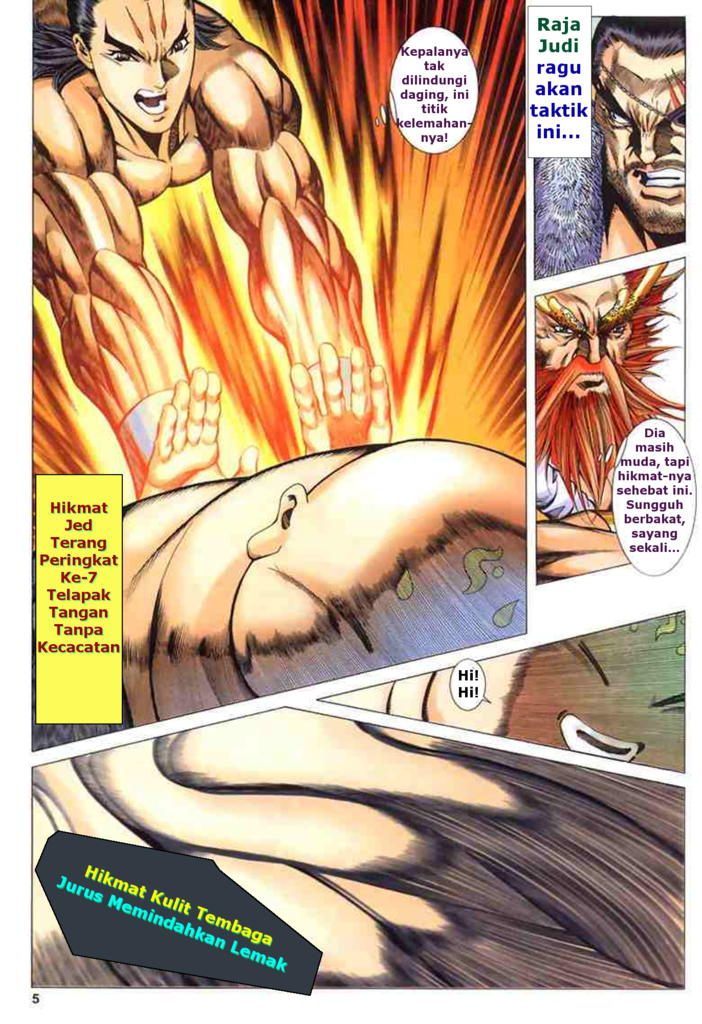 Kepalanya
tak
dilindungi
daging, ini
titik
kelemahan-
nya!
Raja
Judi
ragu
akan
taktik
ini...
Dia
masih
muda, tapi
hikmat-nya
sehebat ini.
Sungguh
berbakat,
sayang
sekali...
Hikmat
Jed
Terang
Peringkat
Ke-7
Telapak
Tangan
Tanpa
Kecacatan
Hi!
Hi!
Hikmat Kulit Tembaga
Jurus Memindahkan Lemak
5